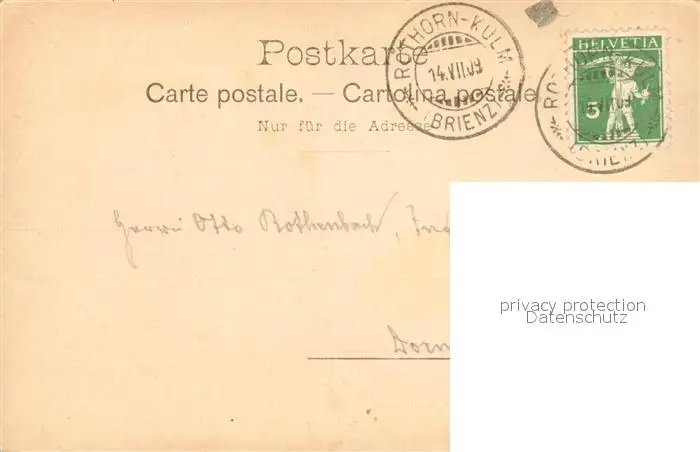 Postkarte
Carte postale. — Cartolina postale
Nur für die Adresse
ROTHORN-KULM
14.VII.09
(BRIENZ)
HELVETIA
5
Herrn Otto Rothenbach,
privacy protection
Datenschutz